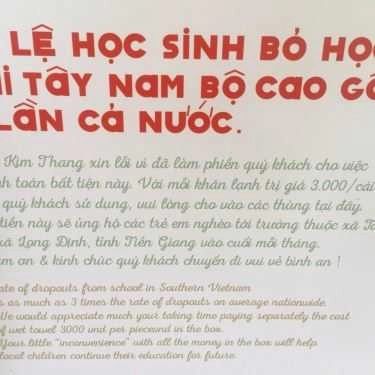 LỆ HỌC SINH BỎ HỌC
TÂY NAM BỘ CAO
LẦN CẢ NƯỚC.
Kim Thang xin lỗi vì đã làm phiền quý khách cho việc
toán bất tiện này. Với mỗi khăn lạnh trị giá 3.000/cái
quý khách sử dụng, vui lòng cho vào các thùng tại đây.
tiền này sẽ ủng hộ các trẻ em nghèo tới trường thuộc xã
xã Long Định, tỉnh Tiền Giang vào cuối mỗi tháng.
ơn & kính chúc quý khách chuyến đi vui vẻ bình an !
rate of dropouts from school in Southern Vietnam
is as much as 3 times the rate of dropouts on average nationwide.
We would appreciate much your taking time paying separately the cost
of wet towel 3000 vnd per piece and in the box.
Your little "inconvenience" with all the money in the box will help
local children continue their education for future.